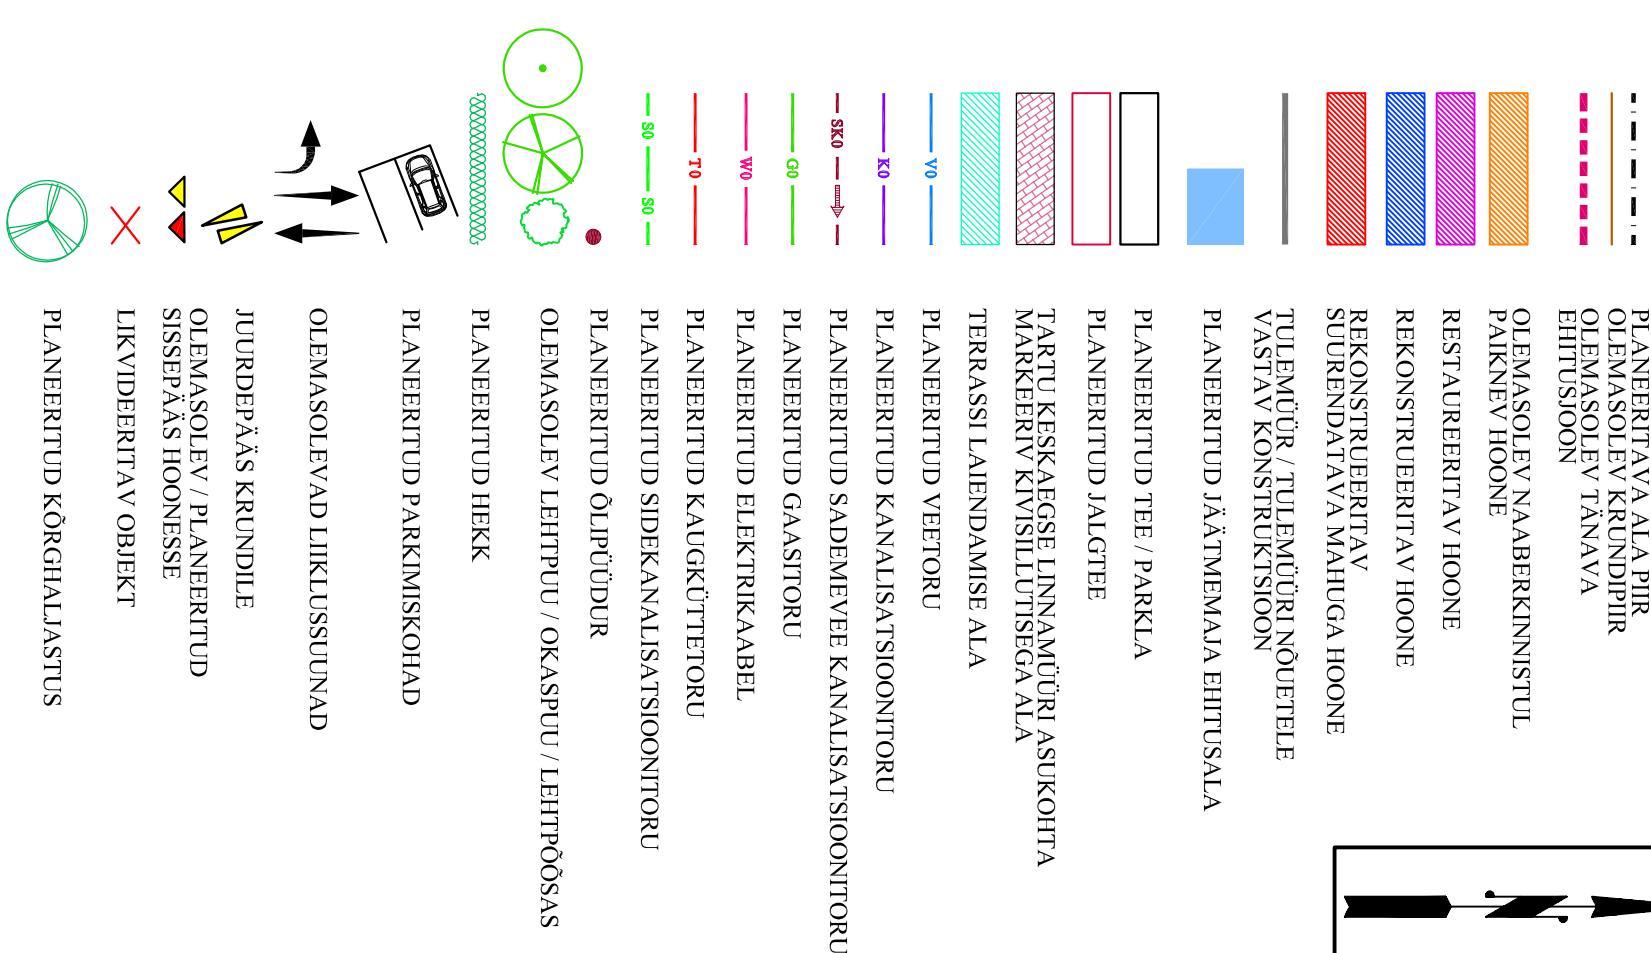 PLANEERITAVA ALA PIIR
OLEMASOLEV KRUNDIPIIR
OLEMASOLEV TÄNAVA
EHITUSJOON
OLEMASOLEV NAABERKINNISTUL
PAIKNEV HOONE
RESTAUREERITAV HOONE
REKONSTRUEERITAV HOONE
REKONSTRUEERITAV
SUURENDATAVA MAHUGA HOONE
TULEMÜÜR / TULEMÜÜRI NÕUETELE
VASTAV KONSTRUKTSIOON
PLANEERITUD JÄÄTMEMAJA EHITUSALA
PLANEERITUD TEE / PARKLA
PLANEERITUD JALGTEE
TARTU KESKAEGSE LINNAMÜÜRI ASUKOHTA
MARKEERIV KIVISILLUTISEGA ALA
TERRASSI LAIENDAMISE ALA
V0 PLANEERITUD VEETORU
K0 PLANEERITUD KANALISATSIOONITORU
SK0 PLANEERITUD SADEMEVEE KANALISATSIOONITORU
G0 PLANEERITUD GAASITORU
W0 PLANEERITUD ELEKTRIKAABEL
T0 PLANEERITUD KAUGKÜTTETORU
S0 S0 PLANEERITUD SIDEKANALISATSIOONITORU
PLANEERITUD ÕLIPÜÜDUR
OLEMASOLEV LEHTPUU / OKASPUU / LEHTPÕÕSAS
PLANEERITUD HEKK
PLANEERITUD PARKIMISKOHAD
OLEMASOLEVAD LIIKLUSSUUNAD
JUURDEPÄÄS KRUNDILE
OLEMASOLEV / PLANEERITUD
SISSEPÄÄS HOONESSE
LIKVIDEERITAV OBJEKT
PLANEERITUD KÕRGHALJASTUS